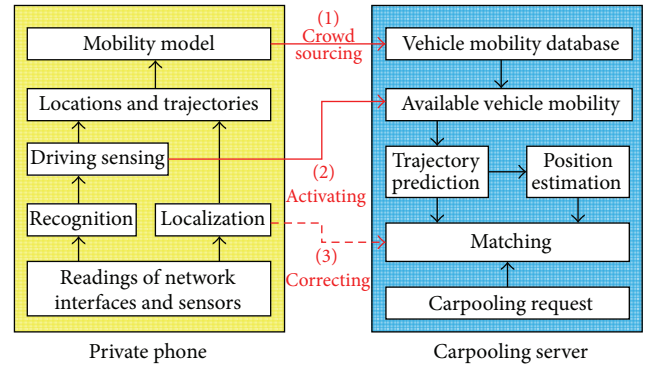 Mobility model
Locations and trajectories
Driving sensing
Recognition
Localization
Readings of network
interfaces and sensors
Private phone
(1)
Crowd
sourcing
(2)
Activating
(3)
Correcting
Vehicle mobility database
Available vehicle mobility
Trajectory
prediction
Position
estimation
Matching
Carpooling request
Carpooling server